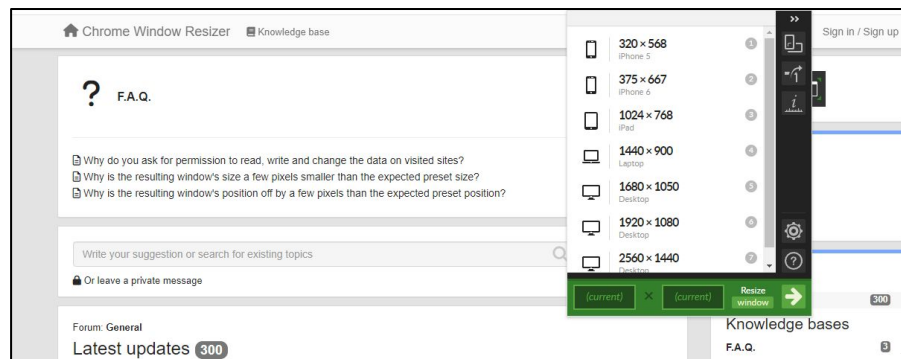 Chrome Window Resizer Knowledge base
Sign in / Sign up
?
F.A.Q.
Why do you ask for permission to read, write and change the data on visited sites?
Why is the resulting window's size a few pixels smaller than the expected preset size?
Why is the resulting window's position off by a few pixels than the expected preset position?
Write your suggestion or search for existing topics
Or leave a private message
Forum: General
Latest updates 300
»
320 × 568 1
iPhone 5
375 × 667 2
iPhone 6
1024 × 768 3
iPad
1440 × 900 4
Laptop
1680 × 1050 5
Desktop
1920 × 1080 6
Desktop
2560 × 1440 7
Desktop
(current) × (current) Resize
window
300
Knowledge bases
F.A.Q. 3